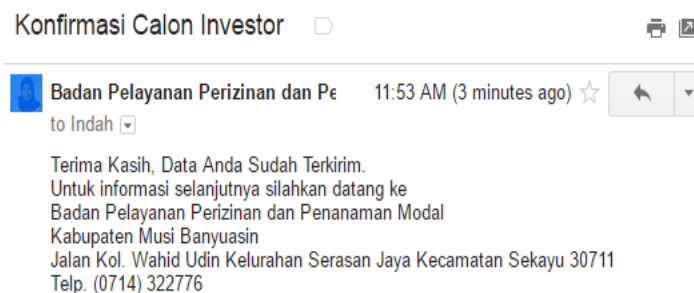 Konfirmasi Calon Investor
Badan Pelayanan Perizinan dan Pe 11:53 AM (3 minutes ago)
to Indah
Terima Kasih, Data Anda Sudah Terkirim.
Untuk informasi selanjutnya silahkan datang ke
Badan Pelayanan Perizinan dan Penanaman Modal
Kabupaten Musi Banyuasin
Jalan Kol. Wahid Udin Kelurahan Serasan Jaya Kecamatan Sekayu 30711
Telp. (0714) 322776